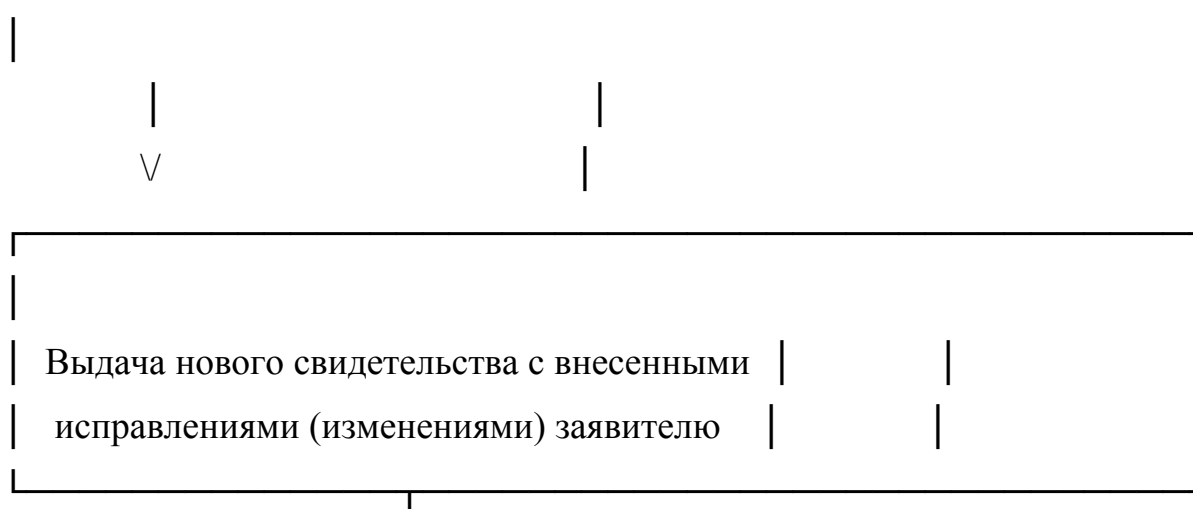 Выдача нового свидетельства с внесенными
исправлениями (изменениями) заявителю